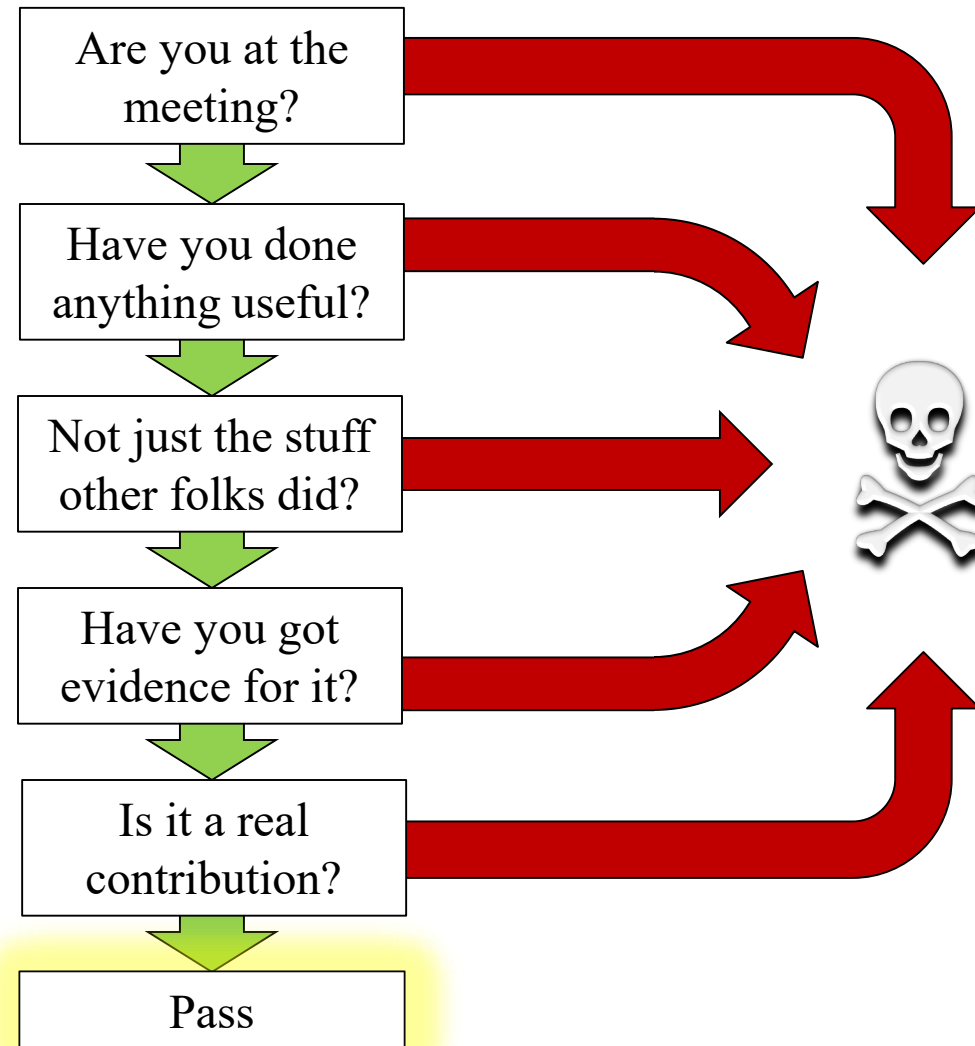 Are you at the
meeting?
Have you done
anything useful?
Not just the stuff
other folks did?
Have you got
evidence for it?
Is it a real
contribution?
Pass